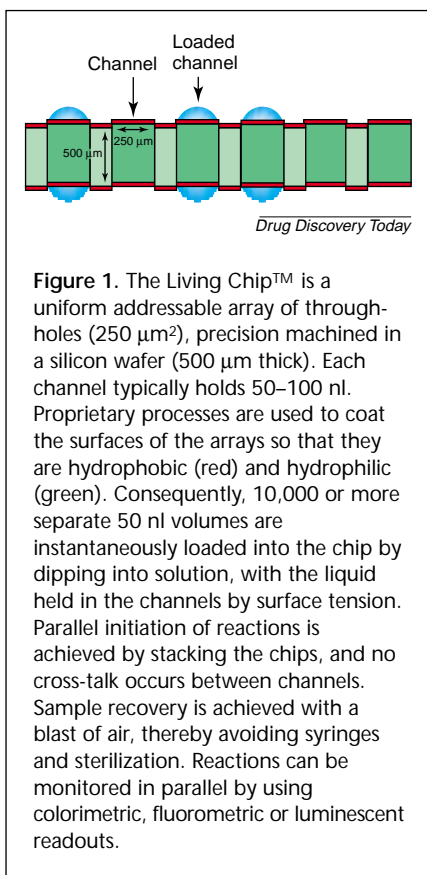 Loaded
Channel channel
250 µm
500 µm
Drug Discovery Today
Figure 1. The Living Chip™ is a
uniform addressable array of through-
holes (250 µm²), precision machined in
a silicon wafer (500 µm thick). Each
channel typically holds 50–100 nl.
Proprietary processes are used to coat
the surfaces of the arrays so that they
are hydrophobic (red) and hydrophilic
(green). Consequently, 10,000 or more
separate 50 nl volumes are
instantaneously loaded into the chip by
dipping into solution, with the liquid
held in the channels by surface tension.
Parallel initiation of reactions is
achieved by stacking the chips, and no
cross-talk occurs between channels.
Sample recovery is achieved with a
blast of air, thereby avoiding syringes
and sterilization. Reactions can be
monitored in parallel by using
colorimetric, fluorometric or luminescent
readouts.